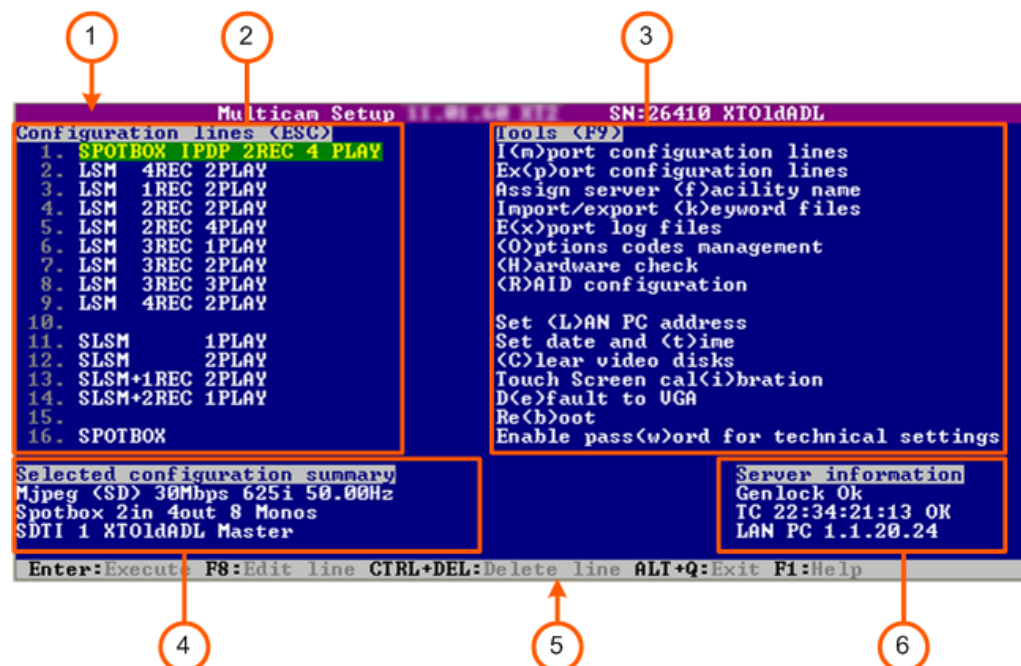 1 2 3
Multicam Setup 11.01.60 XT2 SN:26410 XTOldADL
Configuration lines (ESC)
1. SPOTBOX IPDP 2REC 4 PLAY
2. LSM 4REC 2PLAY
3. LSM 1REC 2PLAY
4. LSM 2REC 2PLAY
5. LSM 2REC 4PLAY
6. LSM 3REC 1PLAY
7. LSM 3REC 2PLAY
8. LSM 3REC 3PLAY
9. LSM 4REC 2PLAY
10.
11. SLSM 1PLAY
12. SLSM 2PLAY
13. SLSM+1REC 2PLAY
14. SLSM+2REC 1PLAY
15.
16. SPOTBOX
Tools (F9)
I(m)port configuration lines
Ex(p)ort configuration lines
Assign server (f)acility name
Import/export (k)eyword files
E(x)port log files
(O)ptions codes management
(H)ardware check
(R)AID configuration
Set (L)AN PC address
Set date and (t)ime
(C)lear video disks
Touch Screen cal(i)bration
D(e)fault to VGA
Re(b)oot
Enable pass(w)ord for technical settings
Selected configuration summary
Mjpeg (SD) 30Mbps 625i 50.00Hz
Spotbox 2in 4out 8 Monos
SDTI 1 XTOldADL Master
Server information
Genlock Ok
TC 22:34:21:13 OK
LAN PC 1.1.20.24
Enter:Execute F8:Edit line CTRL+DEL:Delete line ALT+Q:Exit F1:Help
4 5 6